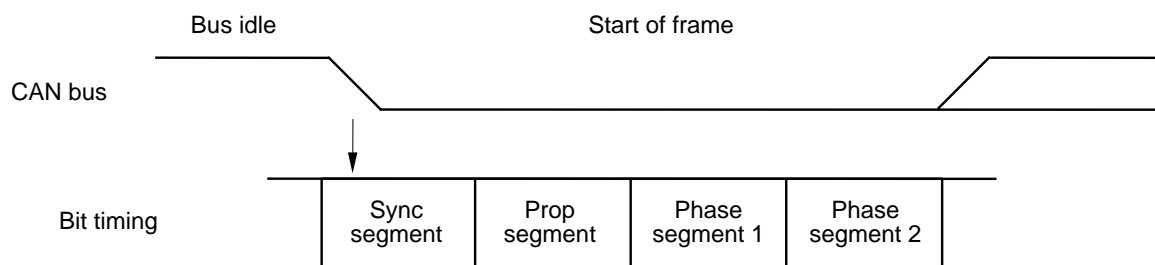 Bus idle
Start of frame
CAN bus
Bit timing
Sync
segment
Prop
segment
Phase
segment 1
Phase
segment 2